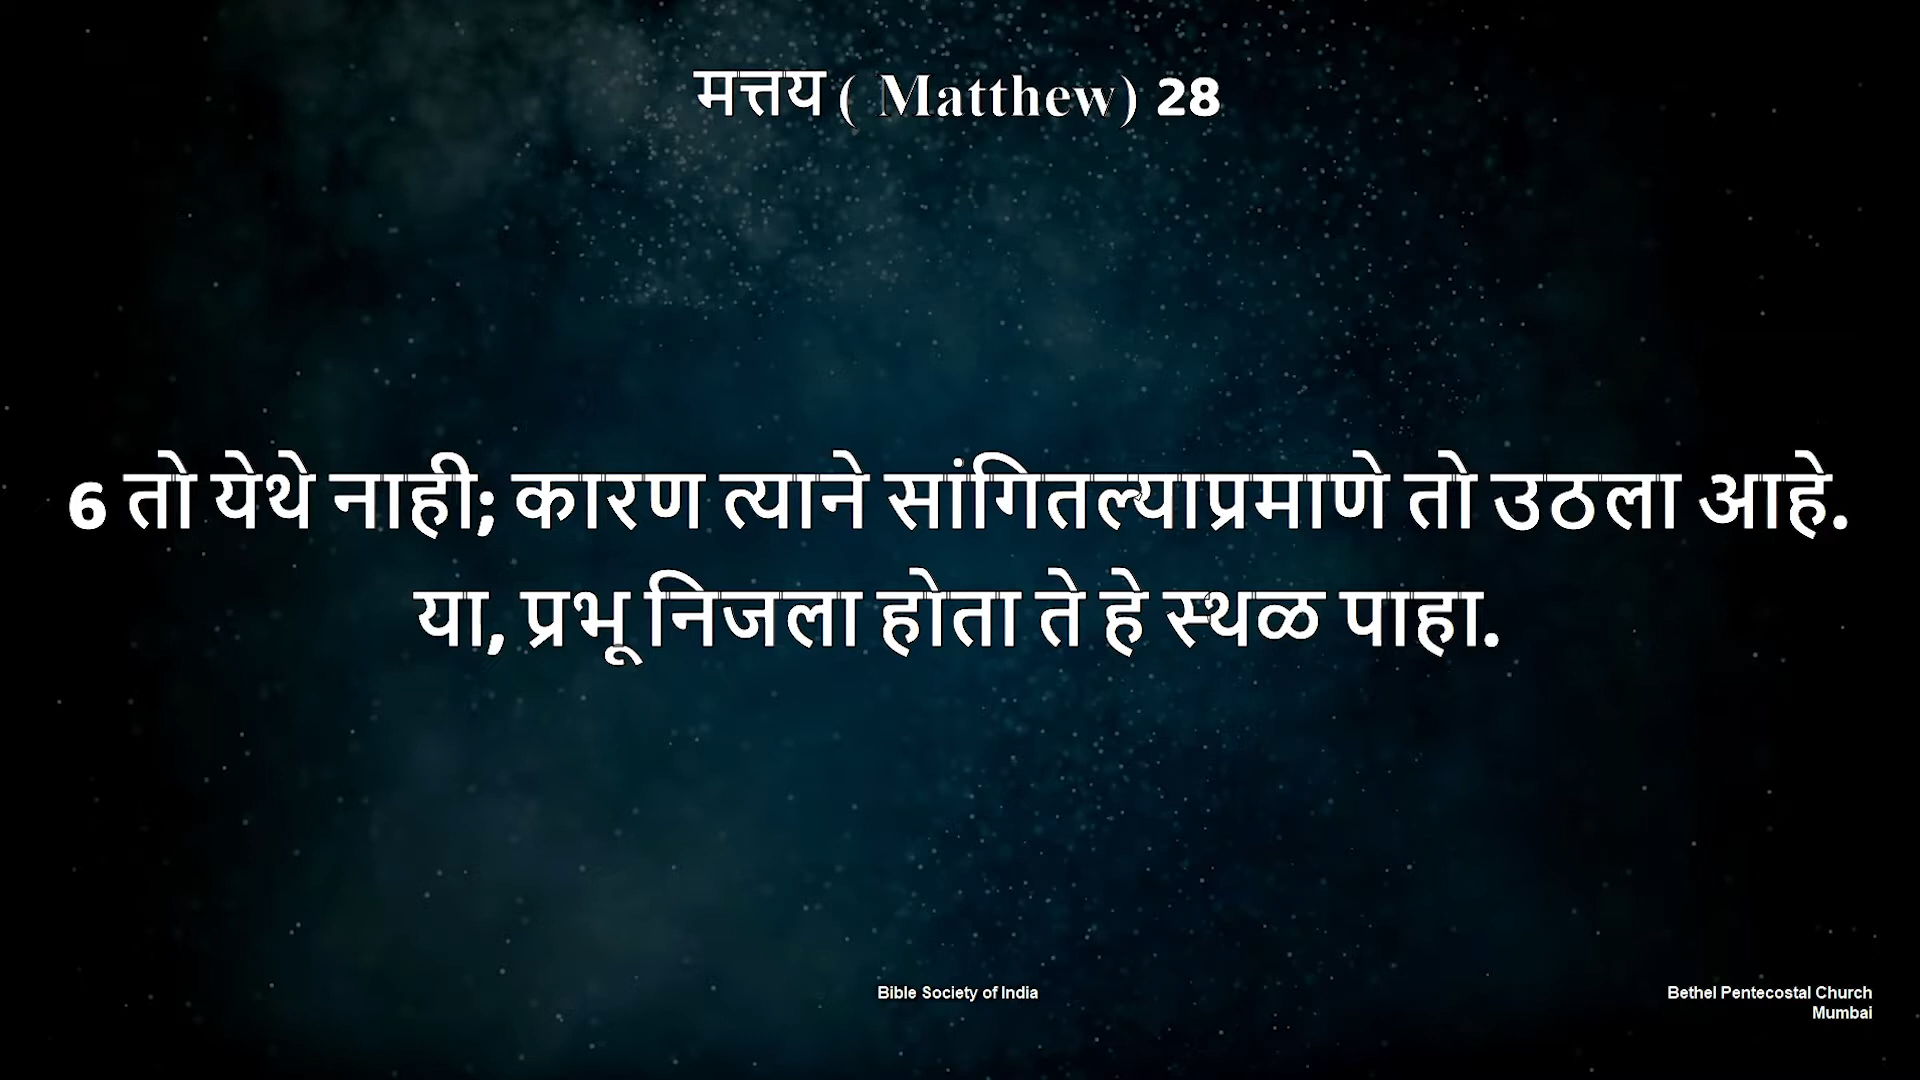 मत्तय ( Matthew) 28
6 तो येथे नाही; कारण त्याने सांगितल्याप्रमाणे तो उठला आहे.
या, प्रभू निजला होता ते हे स्थळ पाहा.
Bible Society of India
Bethel Pentecostal Church
Mumbai